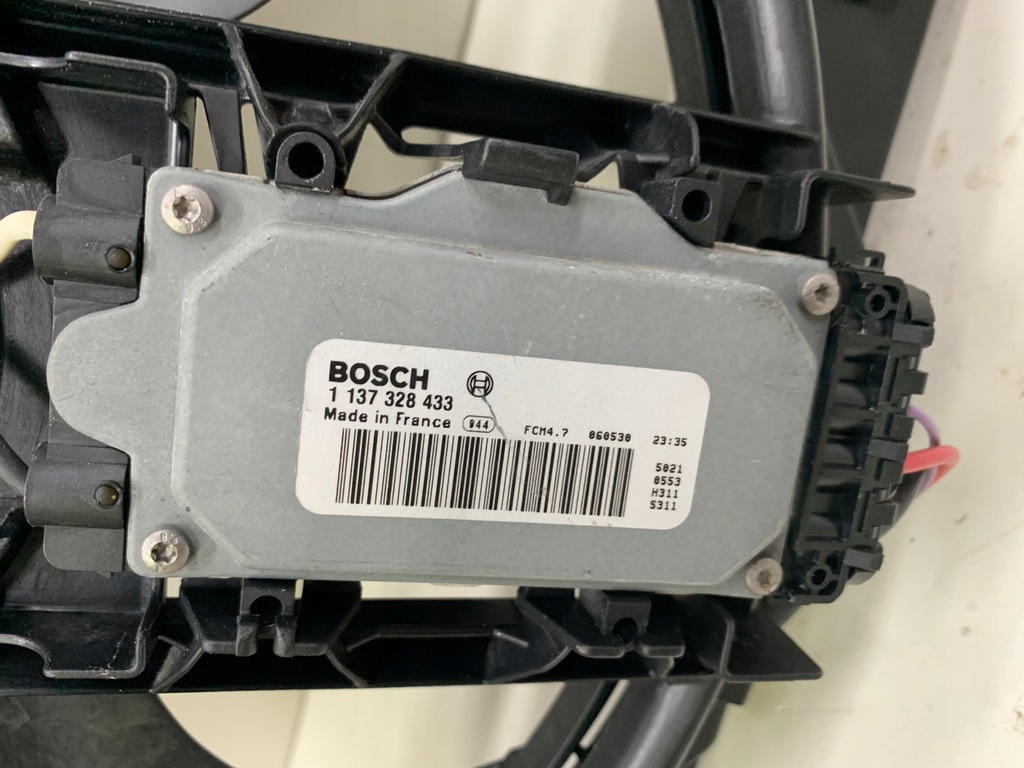 BOSCH
1 137 328 433
Made in France 944 FCM4.7 060530 23:35
5021
0553
H311
S311